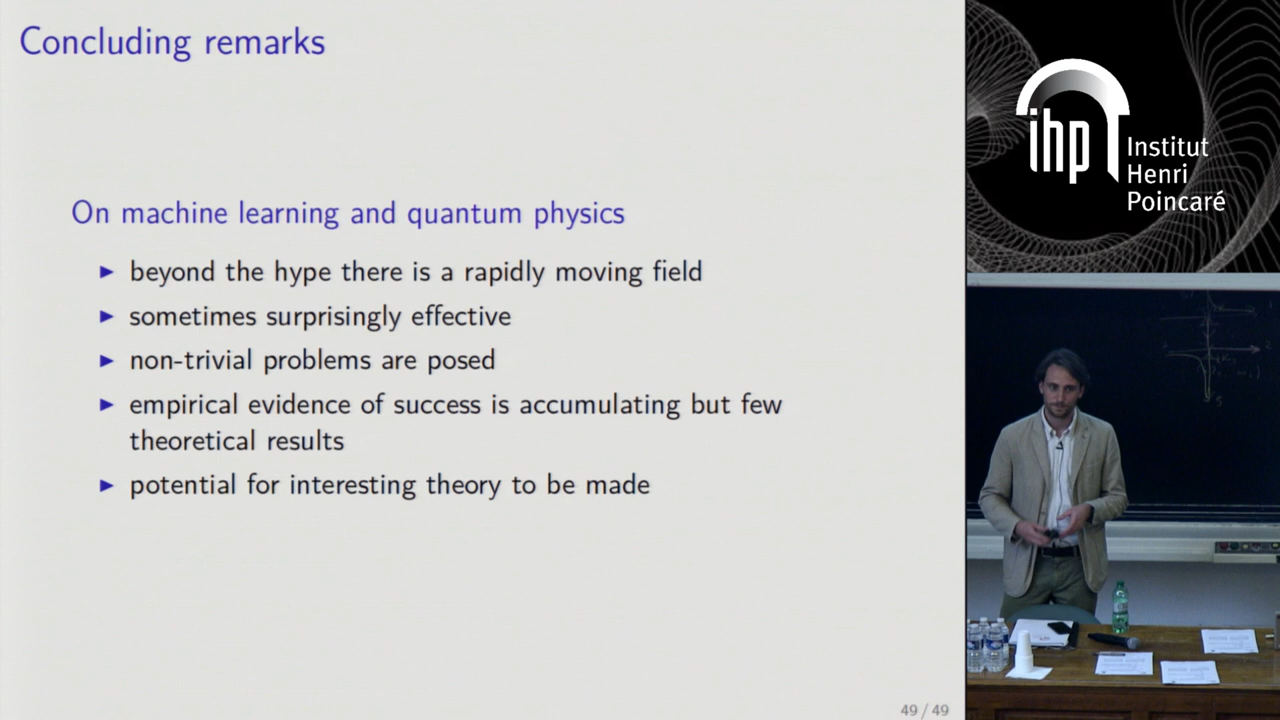 Concluding remarks
On machine learning and quantum physics
beyond the hype there is a rapidly moving field
sometimes surprisingly effective
non-trivial problems are posed
empirical evidence of success is accumulating but few
theoretical results
potential for interesting theory to be made
49 / 49
ihp
Institut
Henri
Poincaré